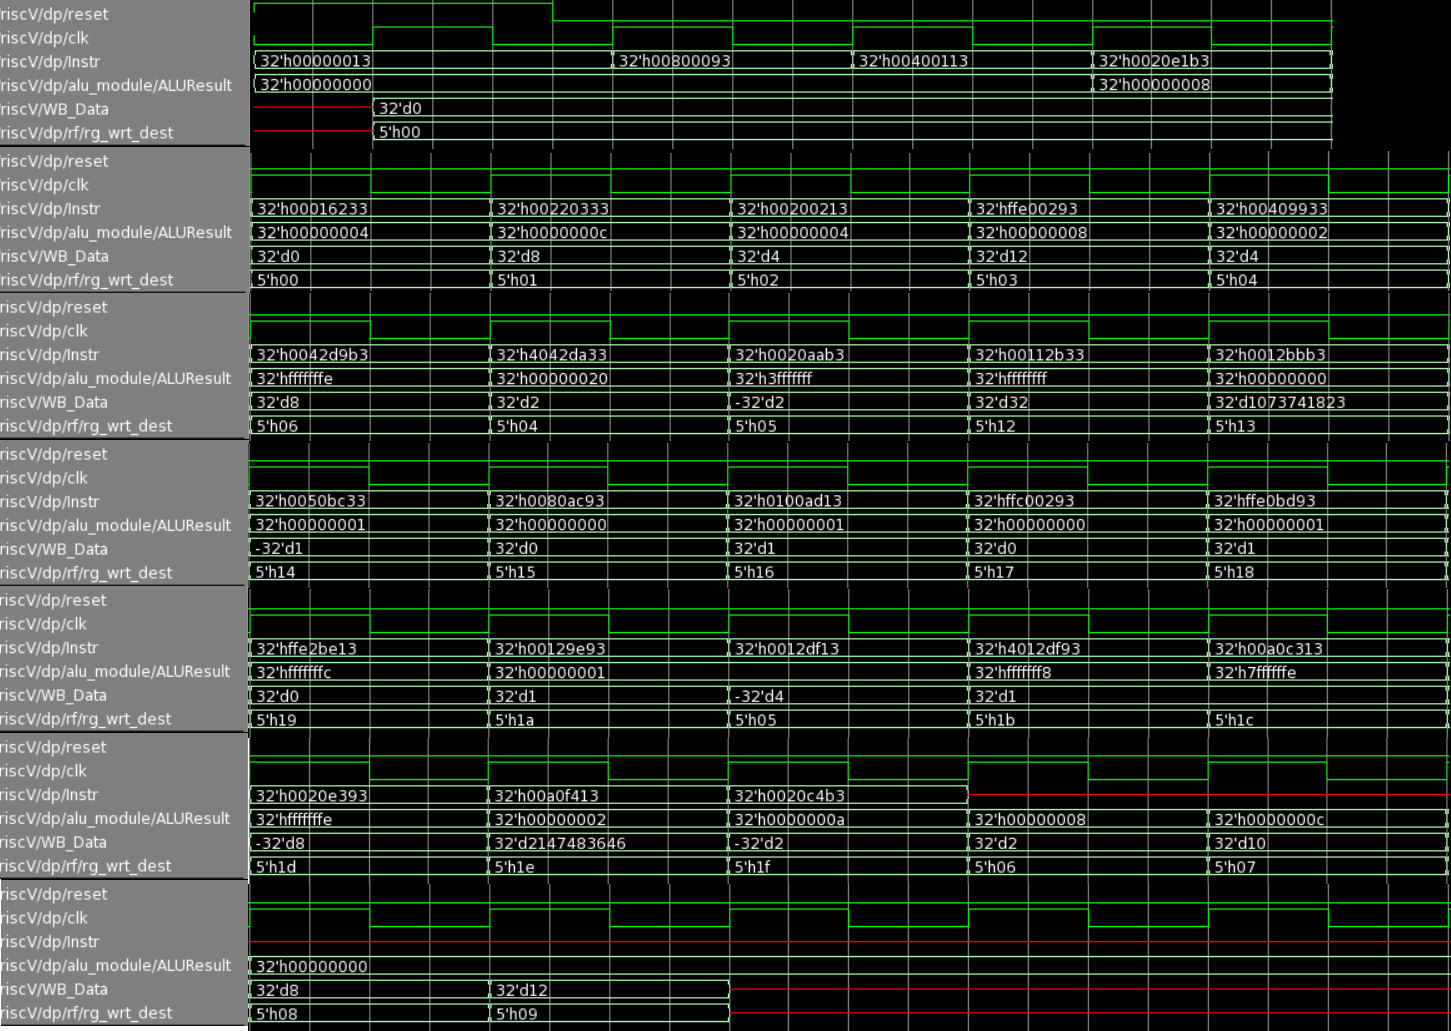 riscV/dp/reset
riscV/dp/clk
riscV/dp/Instr 32'h00000013 32'h00800093 32'h00400113 32'h0020e1b3
riscV/dp/alu_module/ALUResult 32'h00000000 32'h00000008
riscV/WB_Data 32'd0
riscV/dp/rf/rg_wrt_dest 5'h00
riscV/dp/reset
riscV/dp/clk
riscV/dp/Instr 32'h00016233 32'h00220333 32'h00200213 32'hffe00293 32'h00409933
riscV/dp/alu_module/ALUResult 32'h00000004 32'h0000000c 32'h00000004 32'h00000008 32'h00000002
riscV/WB_Data 32'd0 32'd8 32'd4 32'd12 32'd4
riscV/dp/rf/rg_wrt_dest 5'h00 5'h01 5'h02 5'h03 5'h04
riscV/dp/reset
riscV/dp/clk
riscV/dp/Instr 32'h0042d9b3 32'h4042da33 32'h0020aab3 32'h00112b33 32'h0012bbb3
riscV/dp/alu_module/ALUResult 32'hfffffffe 32'h00000020 32'h3fffffff 32'hffffffff 32'h00000000
riscV/WB_Data 32'd8 32'd2 -32'd2 32'd32 32'd1073741823
riscV/dp/rf/rg_wrt_dest 5'h06 5'h04 5'h05 5'h12 5'h13
riscV/dp/reset
riscV/dp/clk
riscV/dp/Instr 32'h0050bc33 32'h0080ac93 32'h0100ad13 32'hffc00293 32'hffe0bd93
riscV/dp/alu_module/ALUResult 32'h00000001 32'h00000000 32'h00000001 32'h00000000 32'h00000001
riscV/WB_Data -32'd1 32'd0 32'd1 32'd0 32'd1
riscV/dp/rf/rg_wrt_dest 5'h14 5'h15 5'h16 5'h17 5'h18
riscV/dp/reset
riscV/dp/clk
riscV/dp/Instr 32'hffe2be13 32'h00129e93 32'h0012df13 32'h4012df93 32'h00a0c313
riscV/dp/alu_module/ALUResult 32'hfffffffc 32'h00000001 32'hfffffff8 32'h7ffffffe
riscV/WB_Data 32'd0 32'd1 -32'd4 32'd1
riscV/dp/rf/rg_wrt_dest 5'h19 5'h1a 5'h05 5'h1b 5'h1c
riscV/dp/reset
riscV/dp/clk
riscV/dp/Instr 32'h0020e393 32'h00a0f413 32'h0020c4b3
riscV/dp/alu_module/ALUResult 32'hfffffffe 32'h00000002 32'h0000000a 32'h00000008 32'h0000000c
riscV/WB_Data -32'd8 32'd2147483646 -32'd2 32'd2 32'd10
riscV/dp/rf/rg_wrt_dest 5'h1d 5'h1e 5'h1f 5'h06 5'h07
riscV/dp/reset
riscV/dp/clk
riscV/dp/Instr
riscV/dp/alu_module/ALUResult 32'h00000000
riscV/WB_Data 32'd8 32'd12
riscV/dp/rf/rg_wrt_dest 5'h08 5'h09